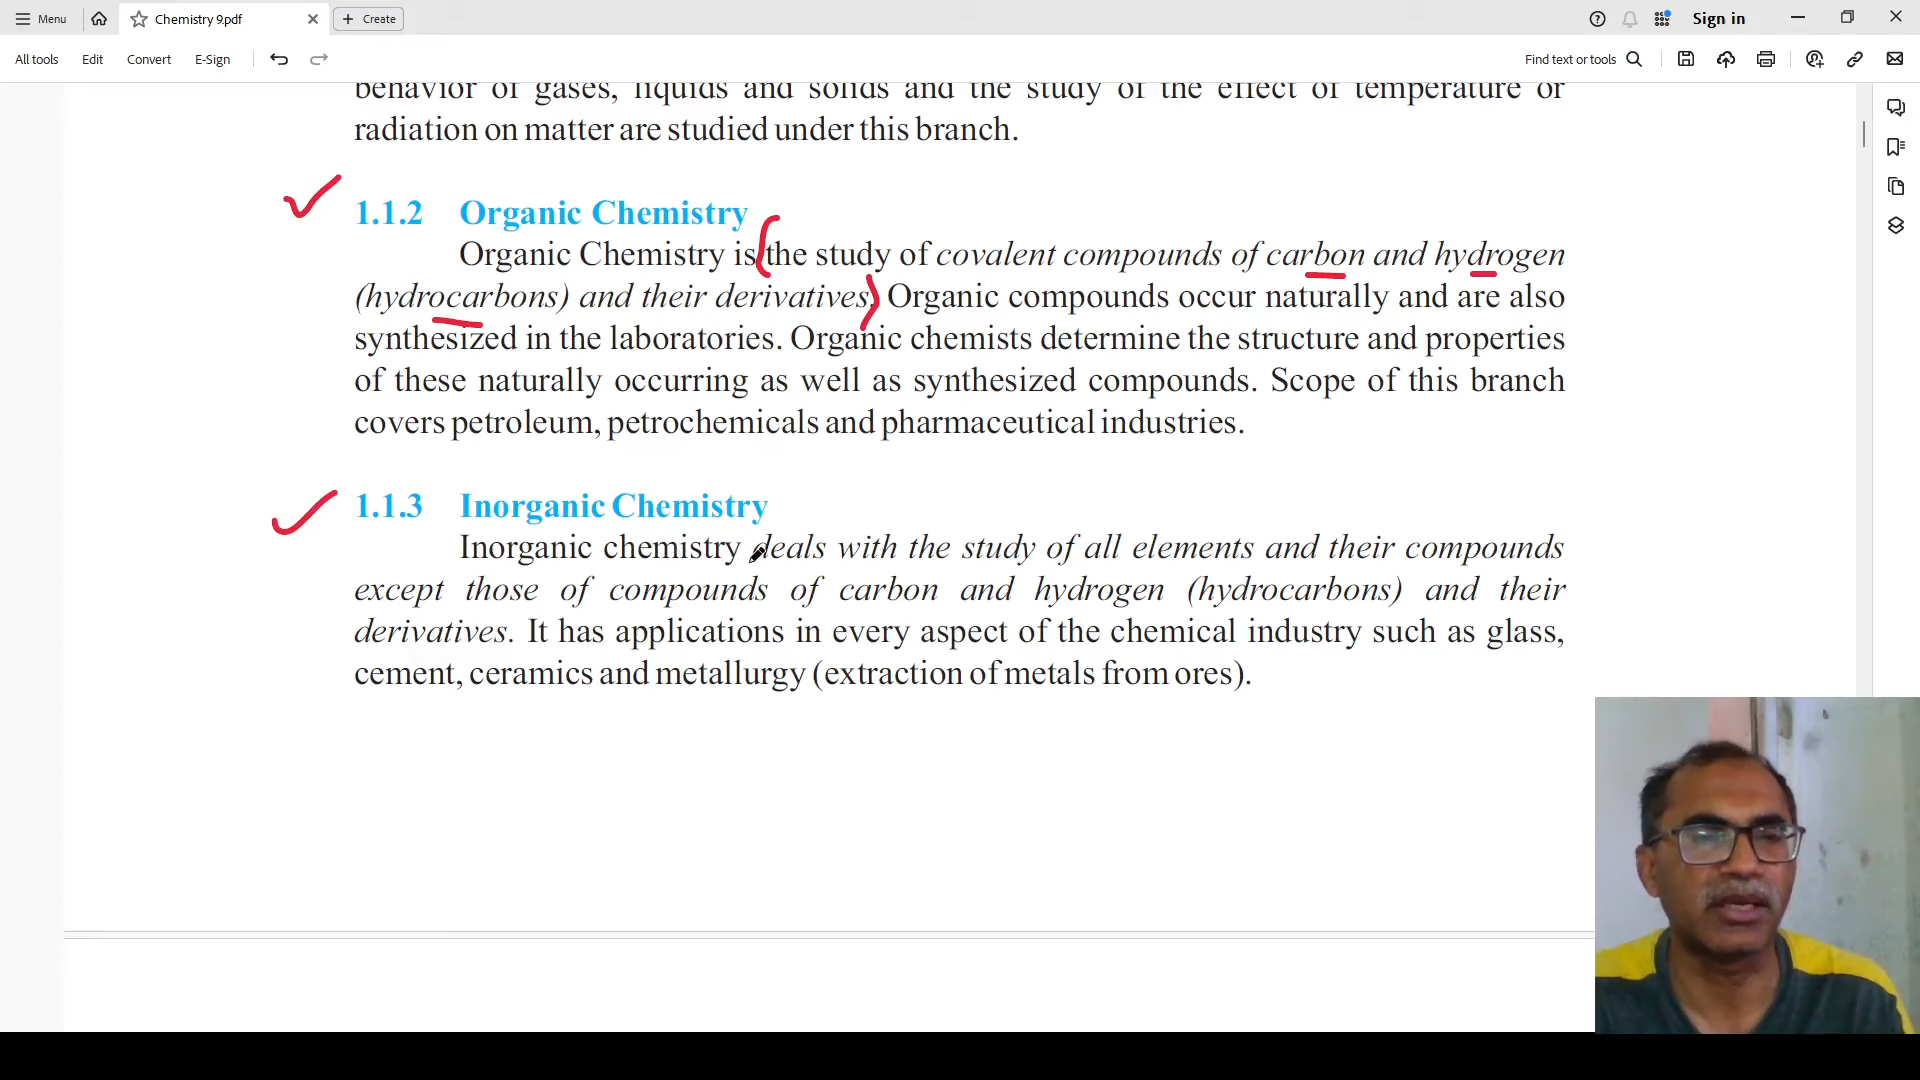 Menu
Chemistry 9.pdf
Create
Sign in
All tools
Edit
Convert
E-Sign
Find text or tools
behavior of gases, liquids and solids and the study of the effect of temperature or
radiation on matter are studied under this branch.
1.1.2 Organic Chemistry
Organic Chemistry is the study of covalent compounds of carbon and hydrogen
(hydrocarbons) and their derivatives. Organic compounds occur naturally and are also
synthesized in the laboratories. Organic chemists determine the structure and properties
of these naturally occurring as well as synthesized compounds. Scope of this branch
covers petroleum, petrochemicals and pharmaceutical industries.
1.1.3 Inorganic Chemistry
Inorganic chemistry deals with the study of all elements and their compounds
except those of compounds of carbon and hydrogen (hydrocarbons) and their
derivatives. It has applications in every aspect of the chemical industry such as glass,
cement, ceramics and metallurgy (extraction of metals from ores).